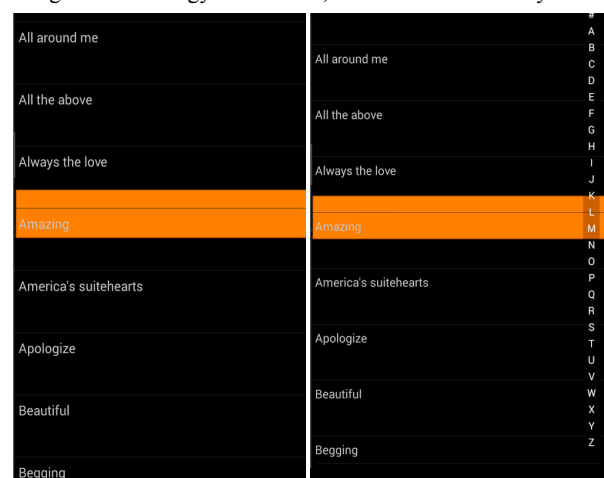 All around me
All the above
Always the love
Amazing
America's suitehearts
Apologize
Beautiful
Begging
#
A
B
C
D
E
F
G
H
I
J
K
L
M
N
O
P
Q
R
S
T
U
V
W
X
Y
Z
All around me
All the above
Always the love
Amazing
America's suitehearts
Apologize
Beautiful
Begging